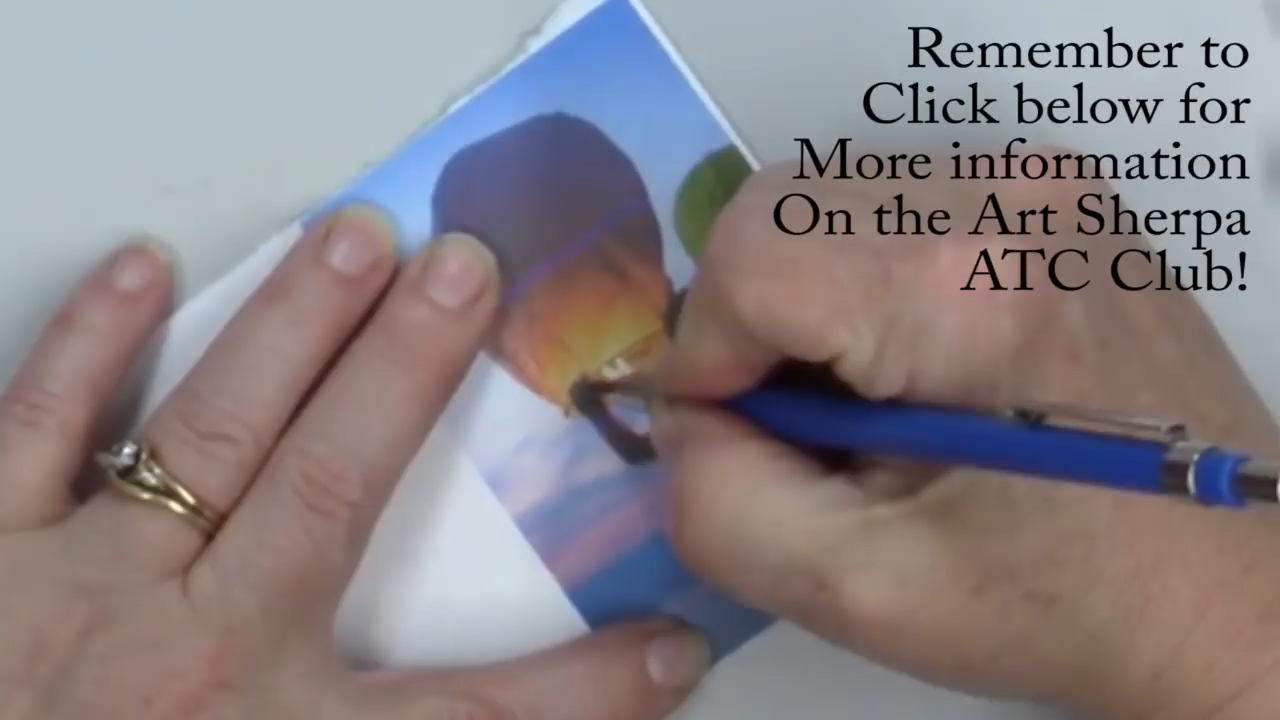 Remember to
Click below for
More information
On the Art Sherpa
ATC Club!